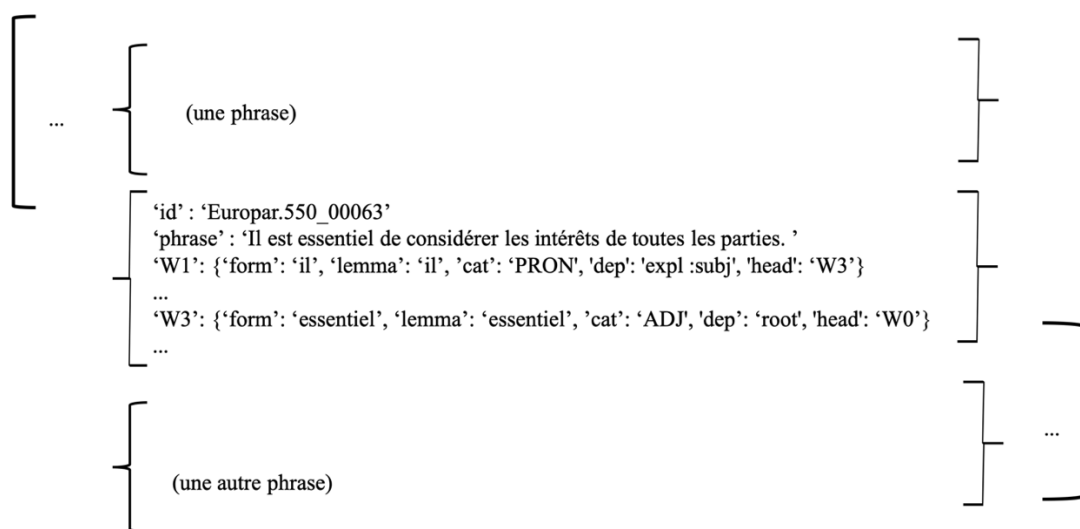 ...
(une phrase)
‘id’ : ‘Europar.550_00063’
‘phrase’ : ‘Il est essentiel de considérer les intérêts de toutes les parties. ’
‘W1’: {‘form’: ‘il’, ‘lemma’: ‘il’, ’cat’: ‘PRON', 'dep': 'expl :subj', 'head': ‘W3’}
...
‘W3’: {‘form’: ‘essentiel’, ‘lemma’: ‘essentiel’, ’cat’: ‘ADJ', 'dep’: ‘root', 'head': ‘W0’}
...
...
(une autre phrase)